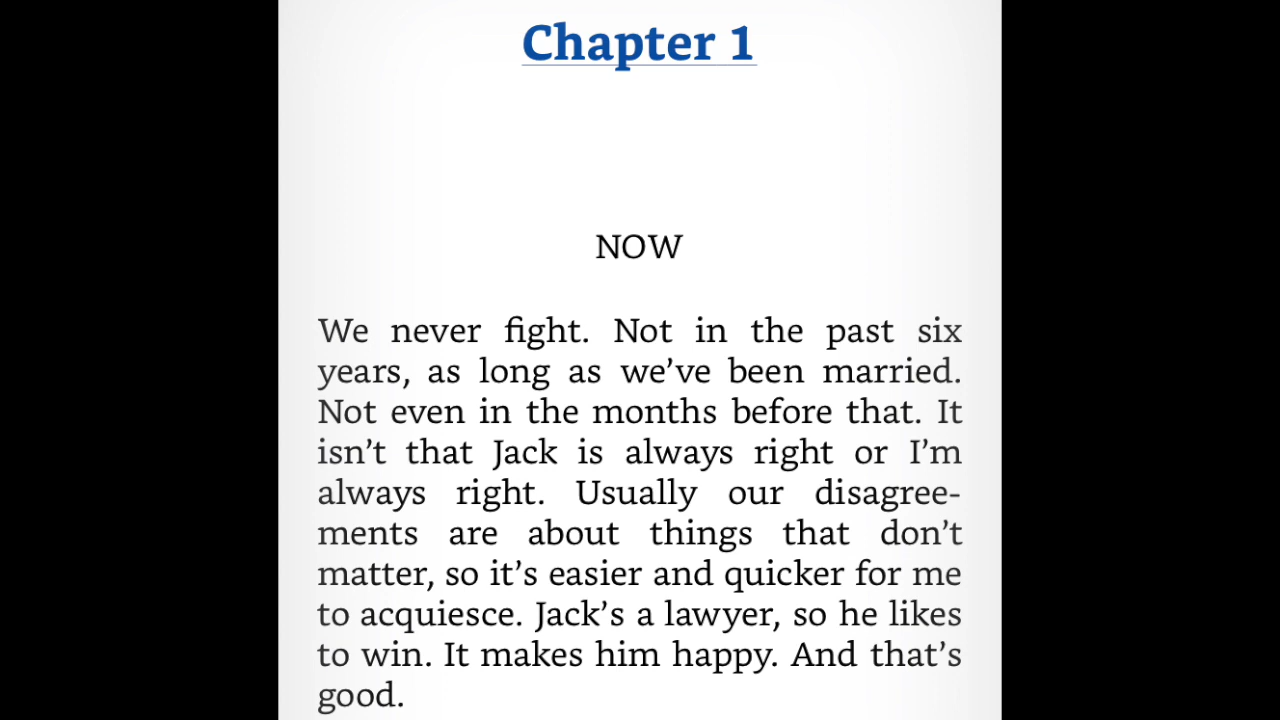 Chapter 1
NOW
We never fight. Not in the past six
years, as long as we’ve been married.
Not even in the months before that. It
isn’t that Jack is always right or I’m
always right. Usually our disagree-
ments are about things that don’t
matter, so it’s easier and quicker for me
to acquiesce. Jack’s a lawyer, so he likes
to win. It makes him happy. And that’s
good.